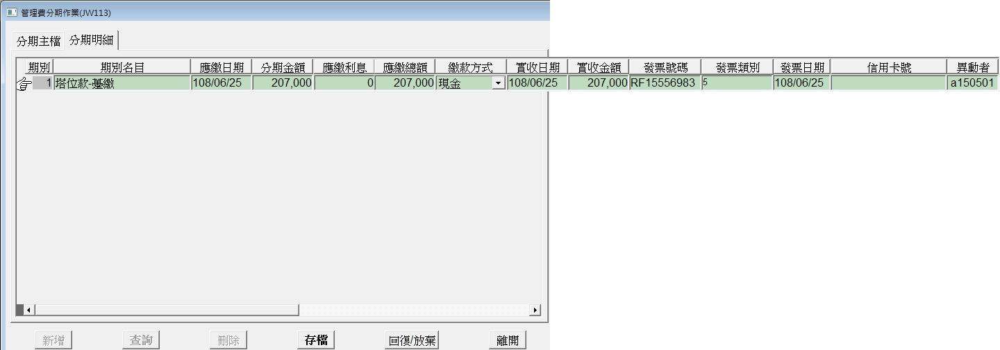 管理費分期作業(JW113)
分期主檔 分期明細
期別 期別名目 應繳日期 分期金額 應繳利息 應繳總額 繳款方式 實收日期 實收金額 發票號碼 發票類別 發票日期 信用卡號 異動者
1 塔位款-墓繳 108/06/25 207,000 0 207,000 現金 108/06/25 207,000 RF15556983 5 108/06/25 a150501
新增 查詢 刪除 存檔 回復/放棄 離開